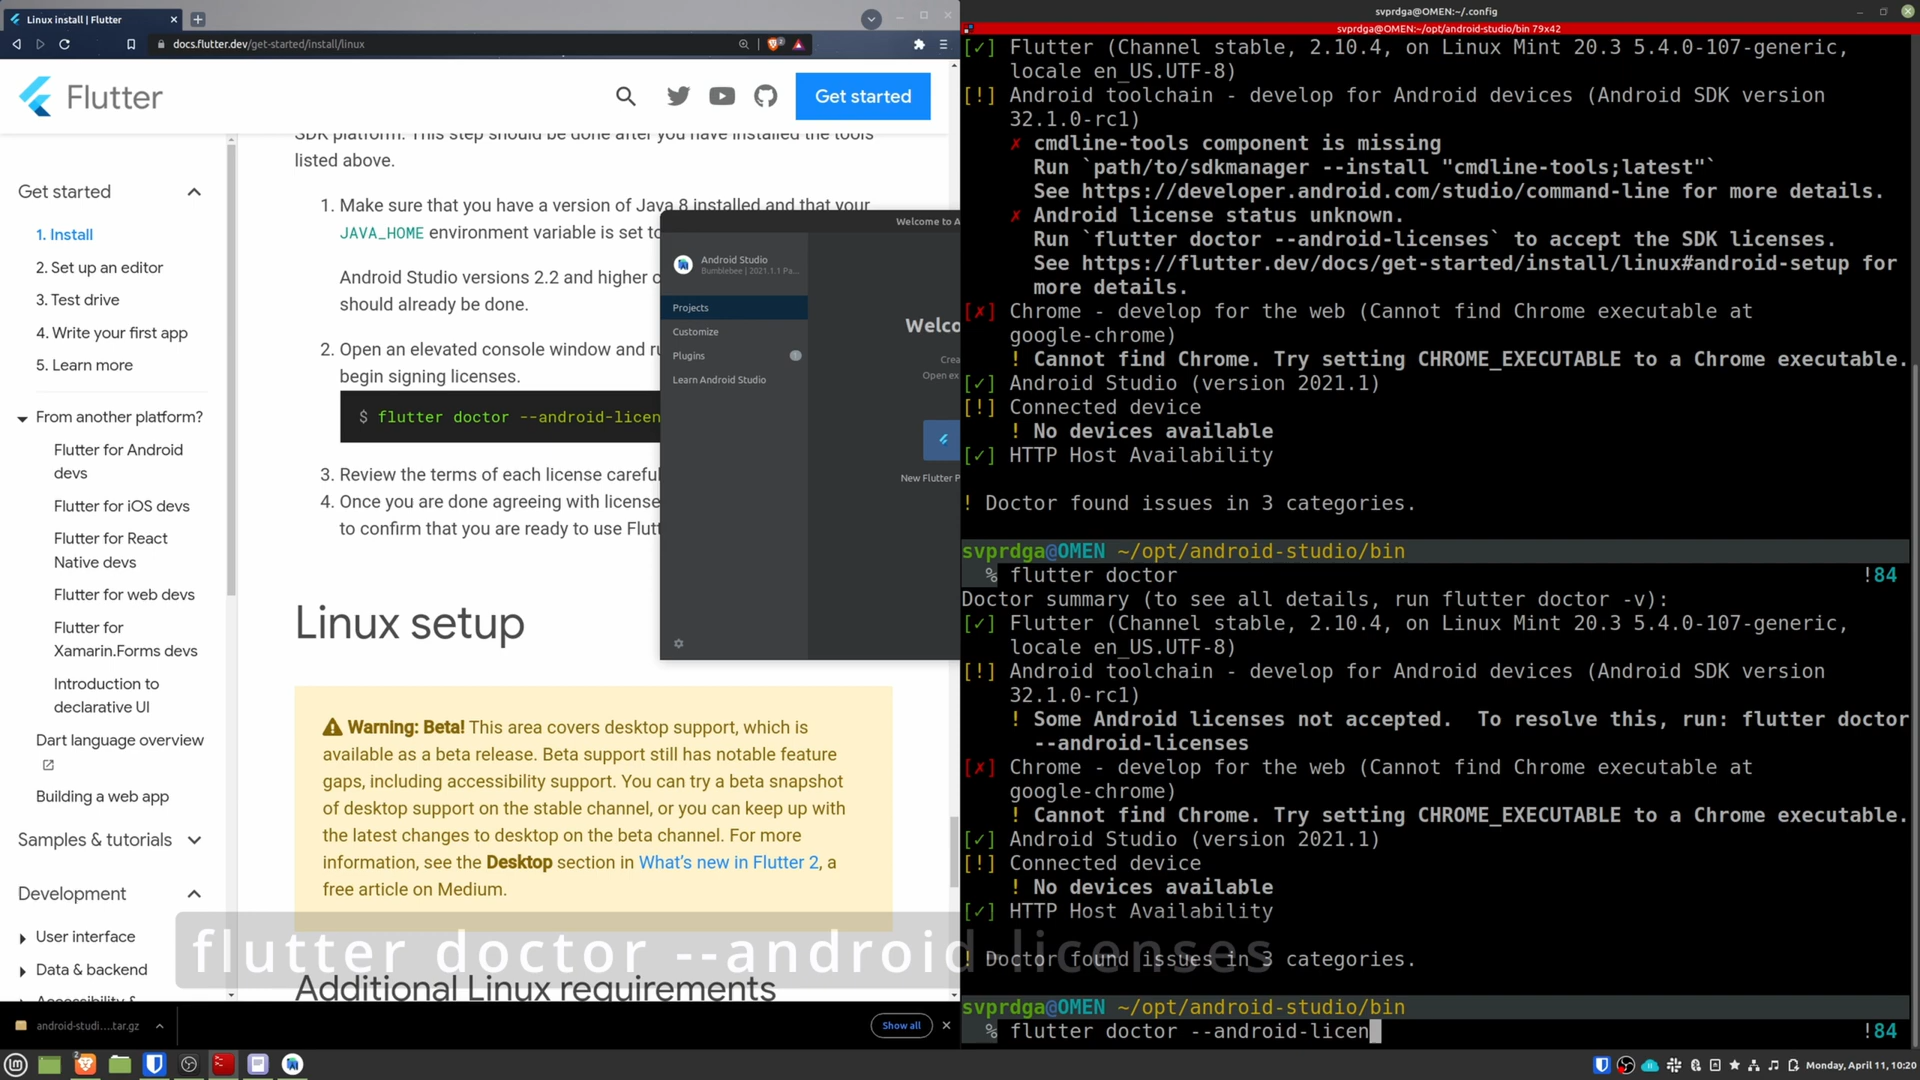 Linux install | Flutter
docs.flutter.dev/get-started/install/linux
Flutter
Get started
Get started
1. Install
2. Set up an editor
3. Test drive
4. Write your first app
5. Learn more
From another platform?
Flutter for Android
devs
Flutter for iOS devs
Flutter for React
Native devs
Flutter for web devs
Flutter for
Xamarin.Forms devs
Introduction to
declarative UI
Dart language overview
Building a web app
Samples & tutorials
Development
User interface
Data & backend
Accessibility &
SDK platform. This step should be done after you have installed the tools
listed above.
1. Make sure that you have a version of Java 8 installed and that your
JAVA_HOME environment variable is set to
Android Studio versions 2.2 and higher c
should already be done.
2. Open an elevated console window and ru
begin signing licenses.
$ flutter doctor --android-licen
3. Review the terms of each license careful
4. Once you are done agreeing with license
to confirm that you are ready to use Flut
Linux setup
Warning: Beta! This area covers desktop support, which is
available as a beta release. Beta support still has notable feature
gaps, including accessibility support. You can try a beta snapshot
of desktop support on the stable channel, or you can keep up with
the latest changes to desktop on the beta channel. For more
information, see the Desktop section in What's new in Flutter 2, a
free article on Medium.
Additional Linux requirements
Welcome to A
Android Studio
Bumblebee | 2021.1.1 Pa...
Projects
Customize
Plugins
1
Learn Android Studio
Welco
Crea
Open ex
New Flutter P
flutter doctor --android-licenses
android-studi....tar.gz
Show all
svprdga@OMEN:~/.config
svprdga@OMEN:~/opt/android-studio/bin 79x42
[✓] Flutter (Channel stable, 2.10.4, on Linux Mint 20.3 5.4.0-107-generic,
locale en_US.UTF-8)
[!] Android toolchain - develop for Android devices (Android SDK version
32.1.0-rc1)
✗ cmdline-tools component is missing
Run `path/to/sdkmanager --install "cmdline-tools;latest"`
See https://developer.android.com/studio/command-line for more details.
✗ Android license status unknown.
Run `flutter doctor --android-licenses` to accept the SDK licenses.
See https://flutter.dev/docs/get-started/install/linux#android-setup for
more details.
[✗] Chrome - develop for the web (Cannot find Chrome executable at
google-chrome)
! Cannot find Chrome. Try setting CHROME_EXECUTABLE to a Chrome executable.
[✓] Android Studio (version 2021.1)
[!] Connected device
! No devices available
[✓] HTTP Host Availability
! Doctor found issues in 3 categories.
svprdga@OMEN ~/opt/android-studio/bin
% flutter doctor !84
Doctor summary (to see all details, run flutter doctor -v):
[✓] Flutter (Channel stable, 2.10.4, on Linux Mint 20.3 5.4.0-107-generic,
locale en_US.UTF-8)
[!] Android toolchain - develop for Android devices (Android SDK version
32.1.0-rc1)
! Some Android licenses not accepted.  To resolve this, run: flutter doctor
--android-licenses
[✗] Chrome - develop for the web (Cannot find Chrome executable at
google-chrome)
! Cannot find Chrome. Try setting CHROME_EXECUTABLE to a Chrome executable.
[✓] Android Studio (version 2021.1)
[!] Connected device
! No devices available
[✓] HTTP Host Availability
! Doctor found issues in 3 categories.
svprdga@OMEN ~/opt/android-studio/bin
% flutter doctor --android-licen !84
Monday, April 11, 10:20